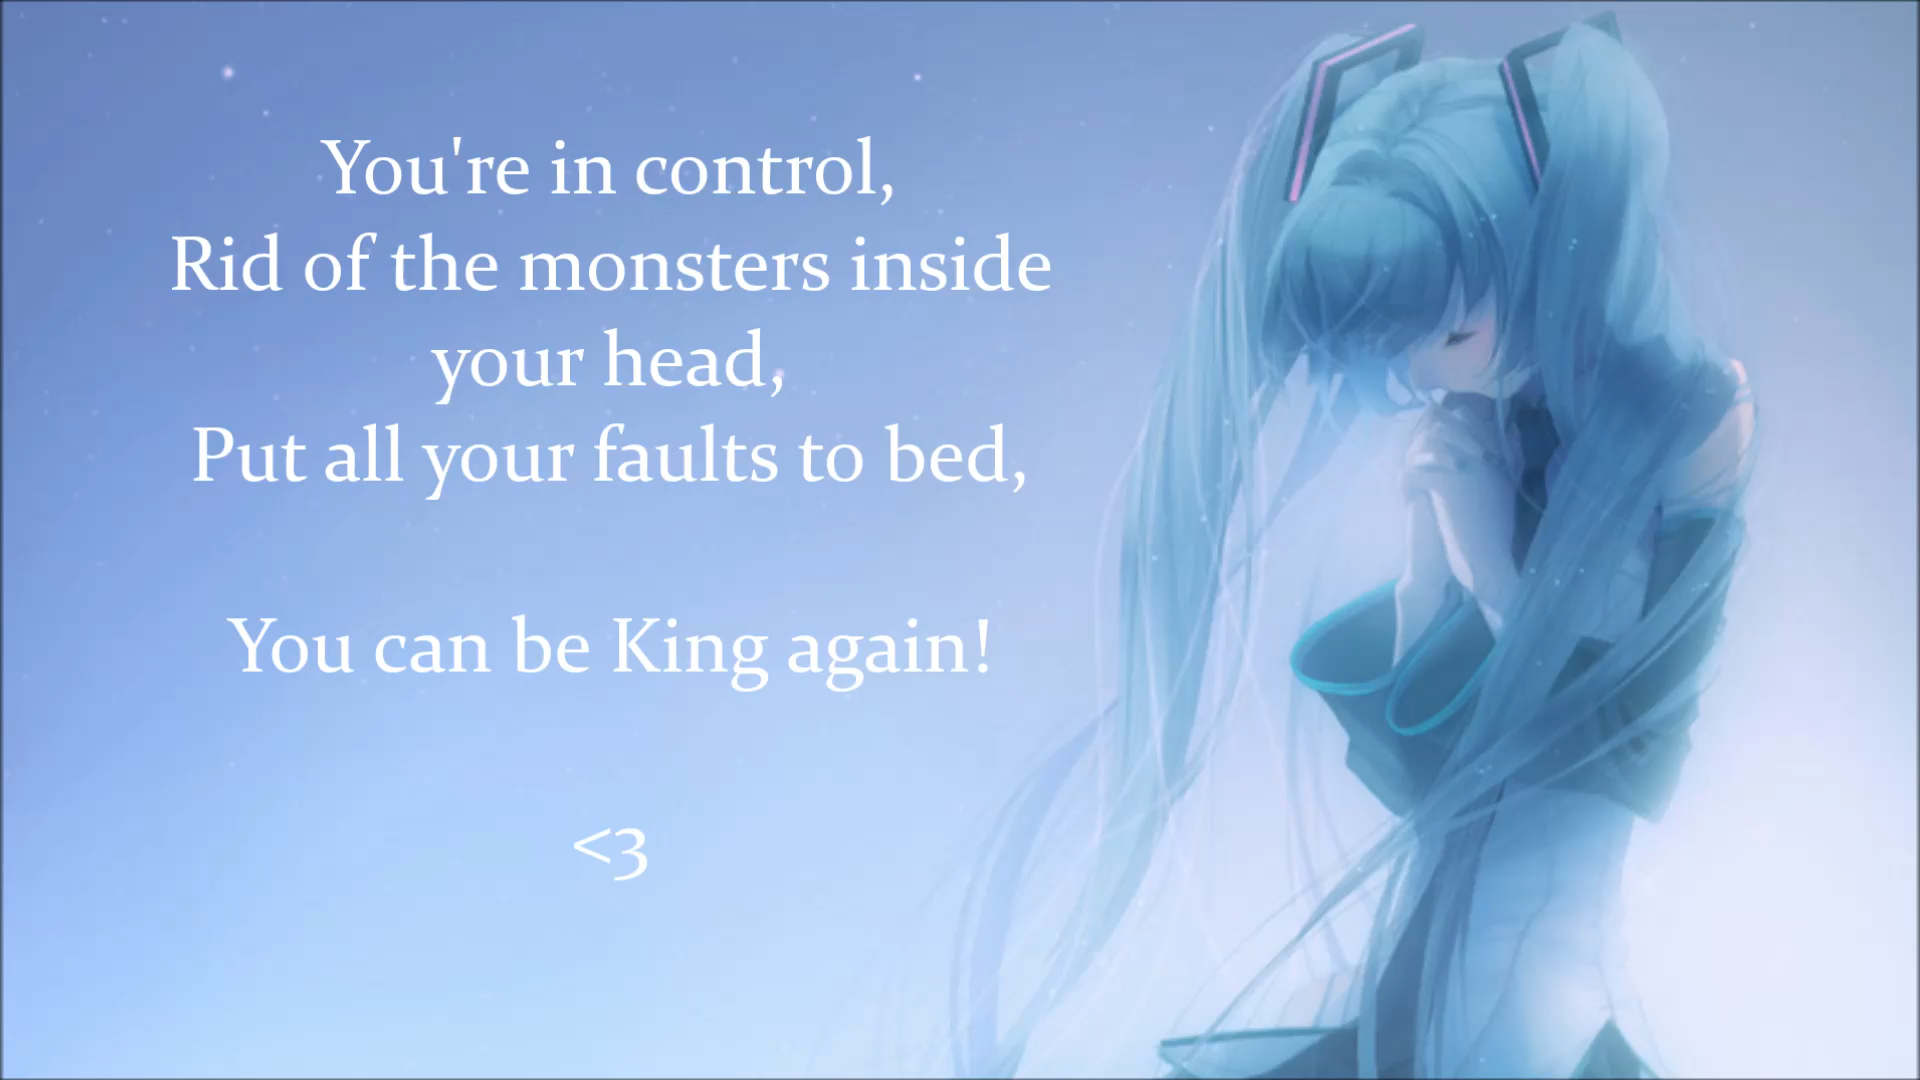 You're in control,
Rid of the monsters inside
your head,
Put all your faults to bed,
You can be King again!
<3